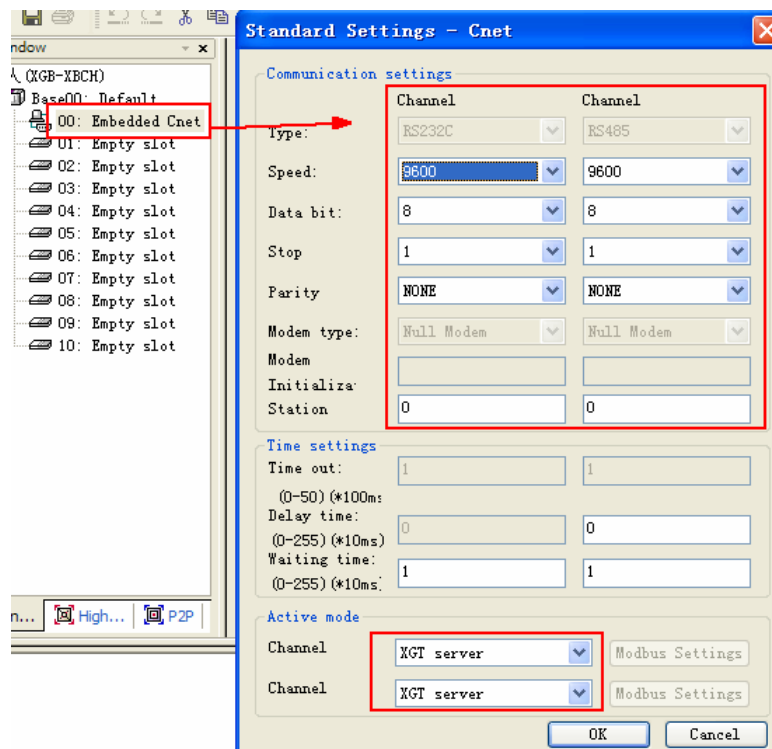 Standard Settings - Cnet
ndow
(XGB-XBCH)
Base00: Default
00: Embedded Cnet
01: Empty slot
02: Empty slot
03: Empty slot
04: Empty slot
05: Empty slot
06: Empty slot
07: Empty slot
08: Empty slot
09: Empty slot
10: Empty slot
n... High... P2P
Communication settings
Channel Channel
Type: RS232C RS485
Speed: 9600 9600
Data bit: 8 8
Stop 1 1
Parity NONE NONE
Modem type: Null Modem Null Modem
Modem
Initializa
Station 0 0
Time settings
Time out: 1 1
(0-50)(*100ms
Delay time: 0 0
(0-255)(*10ms)
Waiting time: 1 1
(0-255)(*10ms)
Active mode
Channel XGT server Modbus Settings
Channel XGT server Modbus Settings
OK Cancel